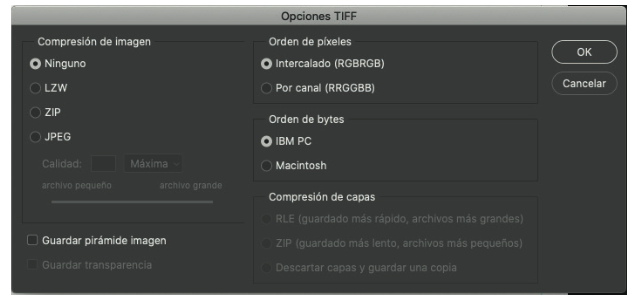 Opciones TIFF
Compresión de imagen
Ninguno
LZW
ZIP
JPEG
Calidad:
Máxima
archivo pequeño
archivo grande
Guardar pirámide imagen
Guardar transparencia
Orden de píxeles
Intercalado (RGBRGB)
Por canal (RRGGBB)
Orden de bytes
IBM PC
Macintosh
Compresión de capas
RLE (guardado más rápido, archivos más grandes)
ZIP (guardado más lento, archivos más pequeños)
Descartar capas y guardar una copia
OK
Cancelar